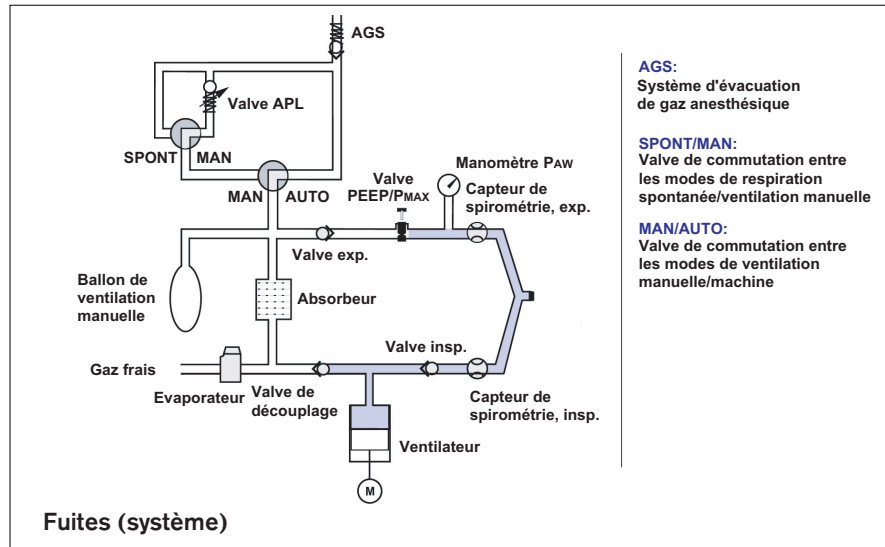 AGS
Valve APL
SPONT
MAN
MAN
AUTO
Valve
PEEP/PMAX
Manomètre PAW
Capteur de
spirométrie, exp.
Valve exp.
Ballon de
ventilation
manuelle
Absorbeur
Gaz frais
Evaporateur
Valve de
découplage
Valve insp.
Capteur de
spirométrie, insp.
Ventilateur
M
Fuites (système)
AGS:
Système d'évacuation
de gaz anesthésique
SPONT/MAN:
Valve de commutation entre
les modes de respiration
spontanée/ventilation manuelle
MAN/AUTO:
Valve de commutation entre
les modes de ventilation
manuelle/machine